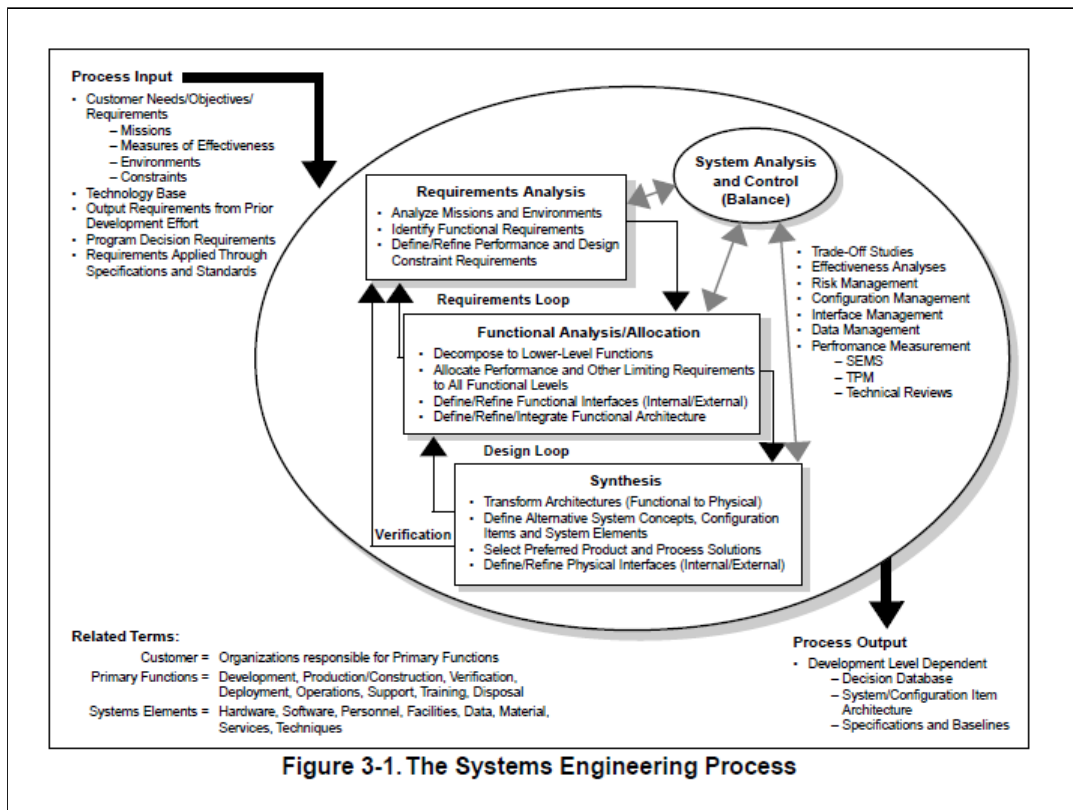 Process Input
• Customer Needs/Objectives/
Requirements
– Missions
– Measures of Effectiveness
– Environments
– Constraints
• Technology Base
• Output Requirements from Prior
Development Effort
• Program Decision Requirements
• Requirements Applied Through
Specifications and Standards
System Analysis
and Control
(Balance)
Requirements Analysis
• Analyze Missions and Environments
• Identify Functional Requirements
• Define/Refine Performance and Design
Constraint Requirements
• Trade-Off Studies
• Effectiveness Analyses
• Risk Management
• Configuration Management
• Interface Management
• Data Management
• Perfromance Measurement
– SEMS
– TPM
– Technical Reviews
Requirements Loop
Functional Analysis/Allocation
• Decompose to Lower-Level Functions
• Allocate Performance and Other Limiting Requirements
to All Functional Levels
• Define/Refine Functional Interfaces (Internal/External)
• Define/Refine/Integrate Functional Architecture
Design Loop
Synthesis
• Transform Architectures (Functional to Physical)
• Define Alternative System Concepts, Configuration
Items and System Elements
• Select Preferred Product and Process Solutions
• Define/Refine Physical Interfaces (Internal/External)
Verification
Related Terms:
Customer = Organizations responsible for Primary Functions
Primary Functions = Development, Production/Construction, Verification,
Deployment, Operations, Support, Training, Disposal
Systems Elements = Hardware, Software, Personnel, Facilities, Data, Material,
Services, Techniques
Process Output
• Development Level Dependent
– Decision Database
– System/Configuration Item
Architecture
– Specifications and Baselines
Figure 3-1. The Systems Engineering Process